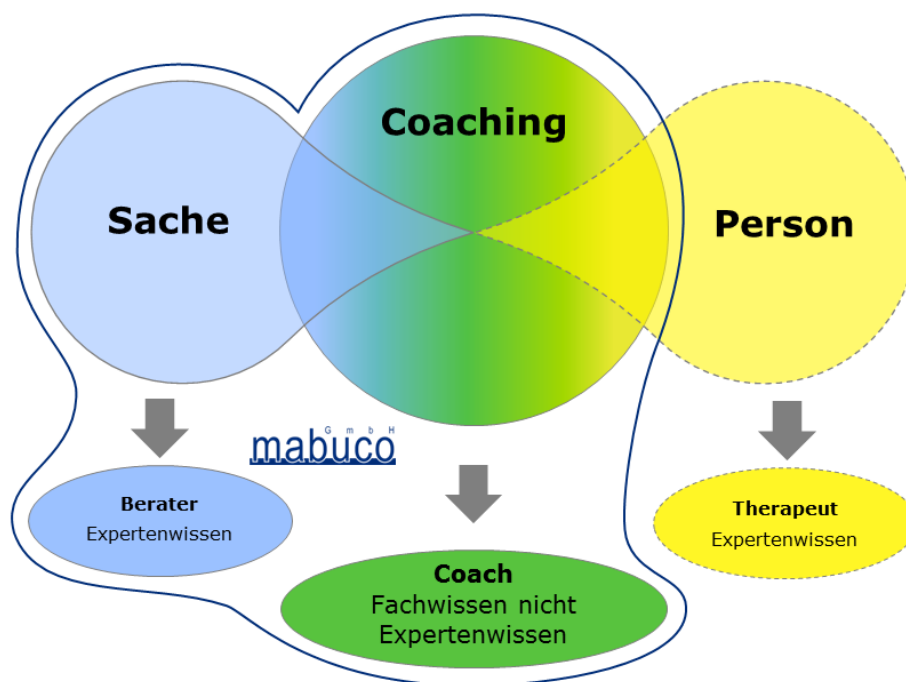 Coaching
Sache
Person
GmbH
mabuco
Berater
Expertenwissen
Therapeut
Expertenwissen
Coach
Fachwissen nicht
Expertenwissen